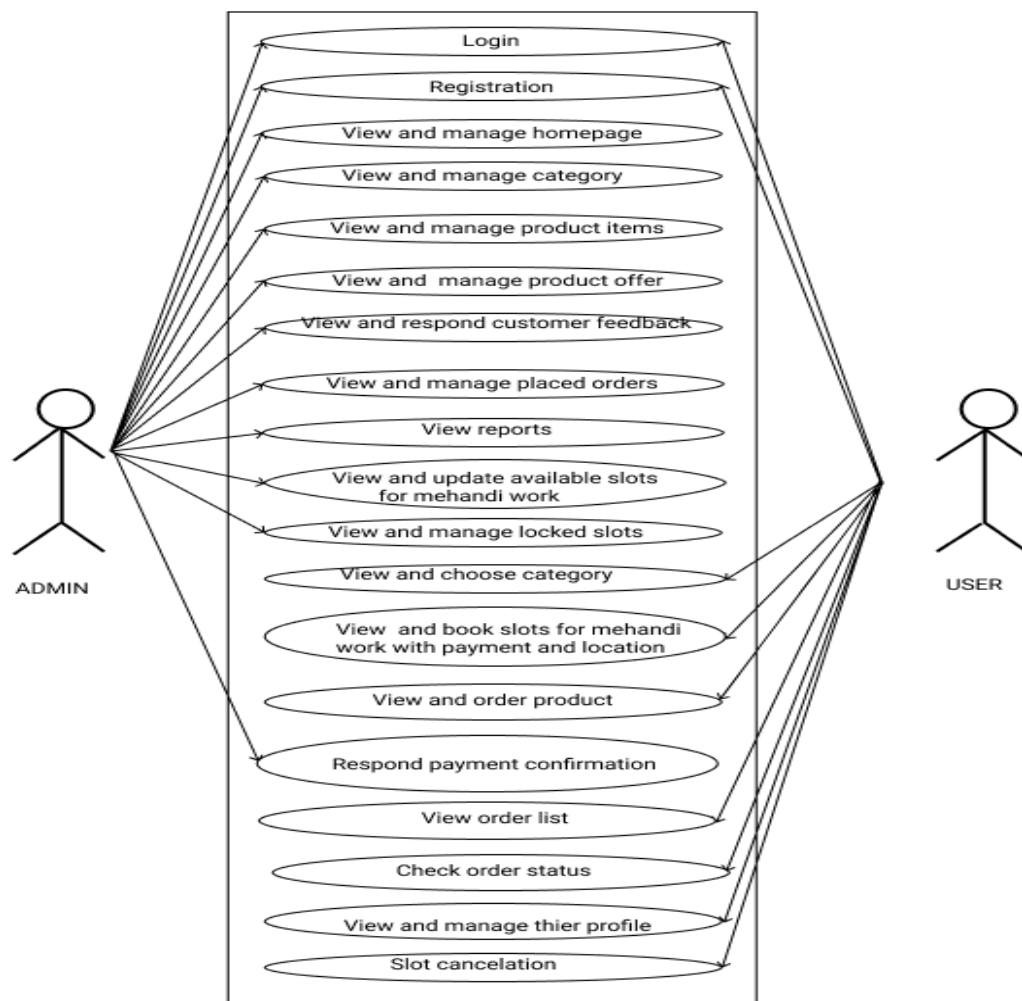 Login
Registration
View and manage homepage
View and manage category
View and manage product items
View and  manage product offer
View and respond customer feedback
View and manage placed orders
View reports
View and update available slots
for mehandi work
View and manage locked slots
View and choose category
ADMIN
USER
View  and book slots for mehandi
work with payment and location
View and order product
Respond payment confirmation
View order list
Check order status
View and manage thier profile
Slot cancelation